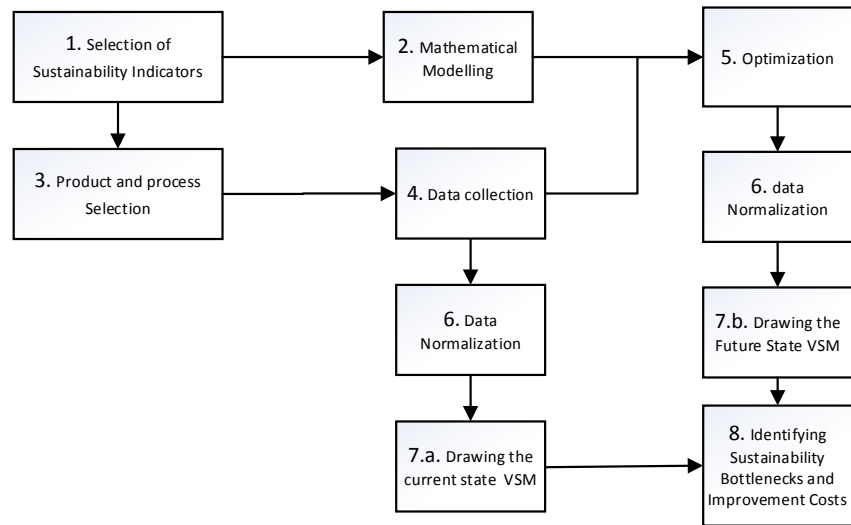 1. Selection of
Sustainability Indicators
2. Mathematical
Modelling
5. Optimization
3. Product and process
Selection
4. Data collection
6. data
Normalization
6. Data
Normalization
7.b. Drawing the
Future State VSM
7.a. Drawing the
current state VSM
8. Identifying
Sustainability
Bottlenecks and
Improvement Costs